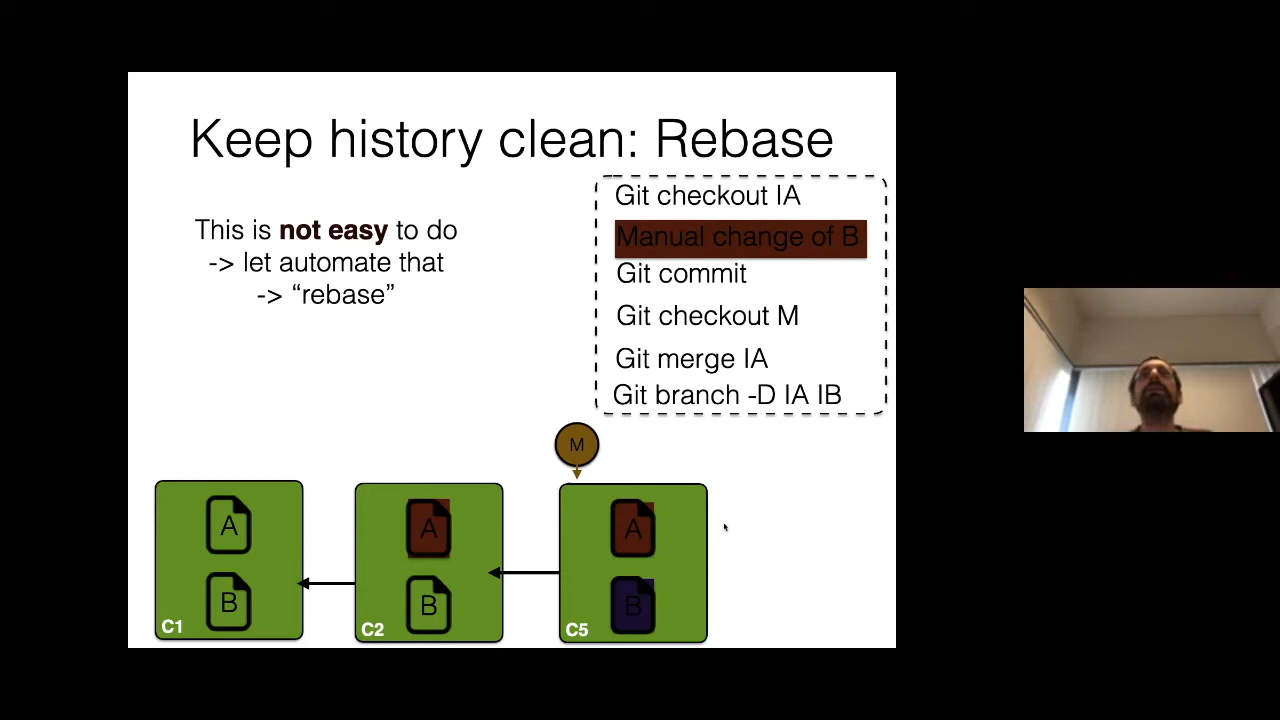 Keep history clean: Rebase
This is not easy to do
-> let automate that
-> “rebase”
Git checkout IA
Manual change of B
Git commit
Git checkout M
Git merge IA
Git branch -D IA IB
M
A
B
C1
A
B
C2
A
B
C5